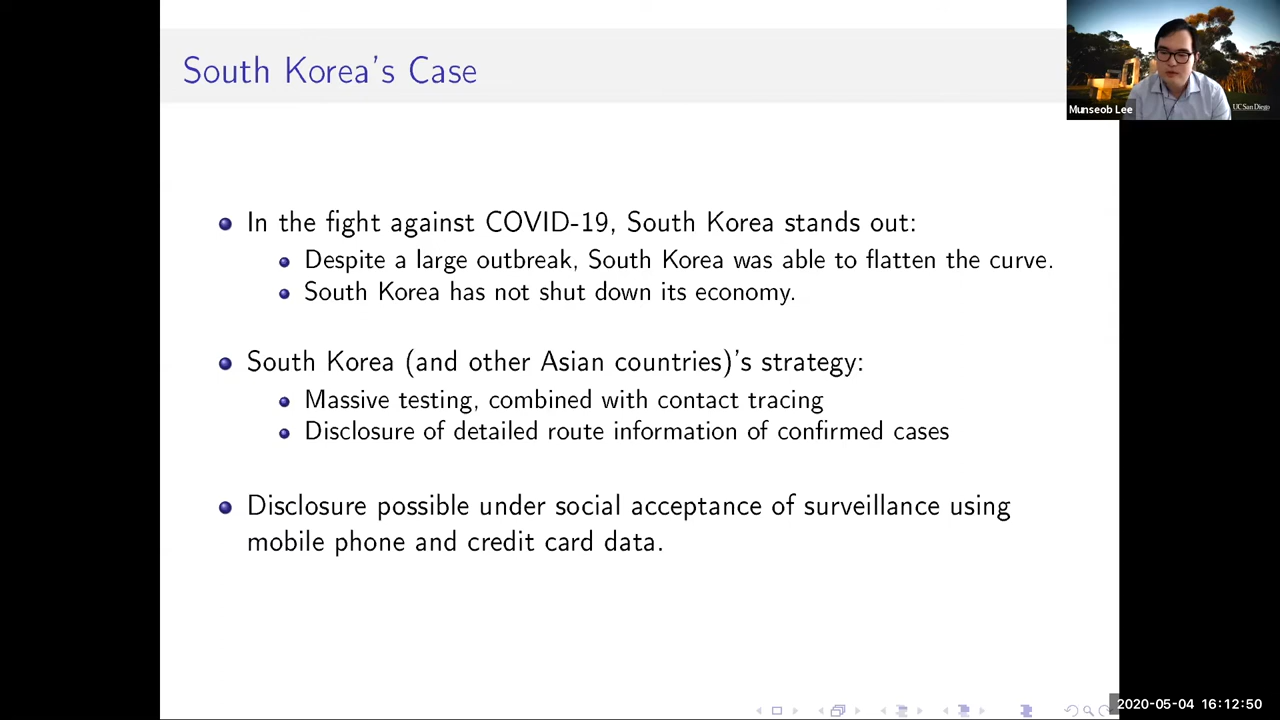 South Korea's Case
Munseob Lee
UC San Diego
In the fight against COVID-19, South Korea stands out:
Despite a large outbreak, South Korea was able to flatten the curve.
South Korea has not shut down its economy.
South Korea (and other Asian countries)'s strategy:
Massive testing, combined with contact tracing
Disclosure of detailed route information of confirmed cases
Disclosure possible under social acceptance of surveillance using
mobile phone and credit card data.
2020-05-04 16:12:50